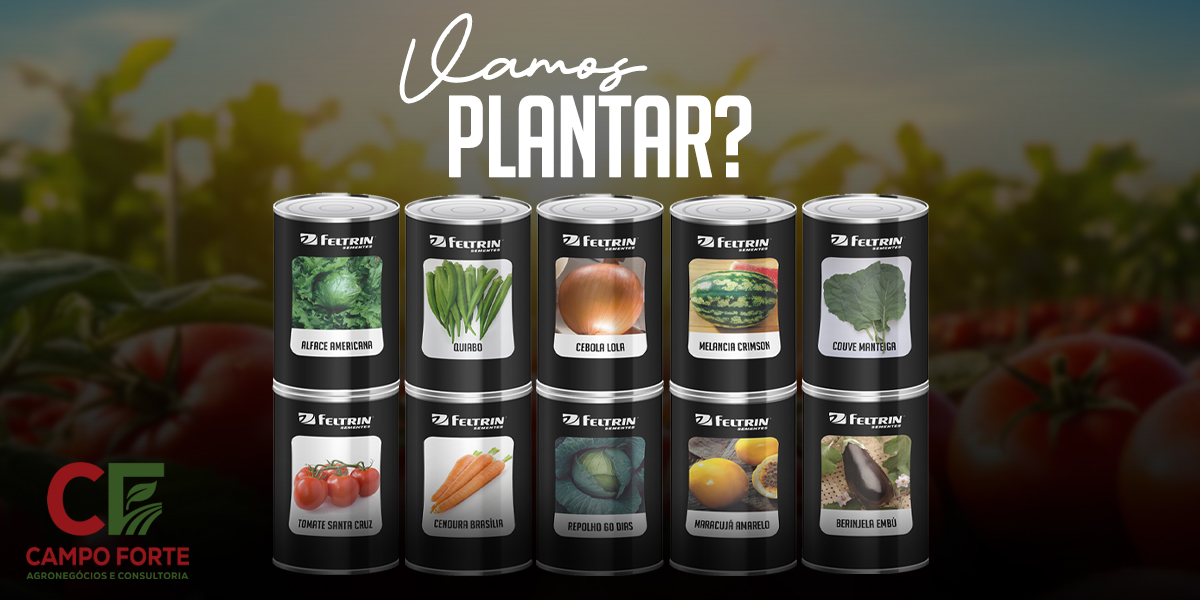 Vamos
PLANTAR?
FELTRIN
SEMENTES
ALFACE AMERICANA
FELTRIN
SEMENTES
QUIABO
FELTRIN
SEMENTES
CEBOLA LOLA
FELTRIN
SEMENTES
MELANCIA CRIMSON
FELTRIN
SEMENTES
COUVE MANTEIGA
FELTRIN
SEMENTES
TOMATE SANTA CRUZ
FELTRIN
SEMENTES
CENOURA BRASÍLIA
FELTRIN
SEMENTES
REPOLHO 60 DIAS
FELTRIN
SEMENTES
MARACUJÁ AMARELO
FELTRIN
SEMENTES
BERINJELA EMBÚ
CF
CAMPO FORTE
AGRONEGÓCIOS E CONSULTORIA